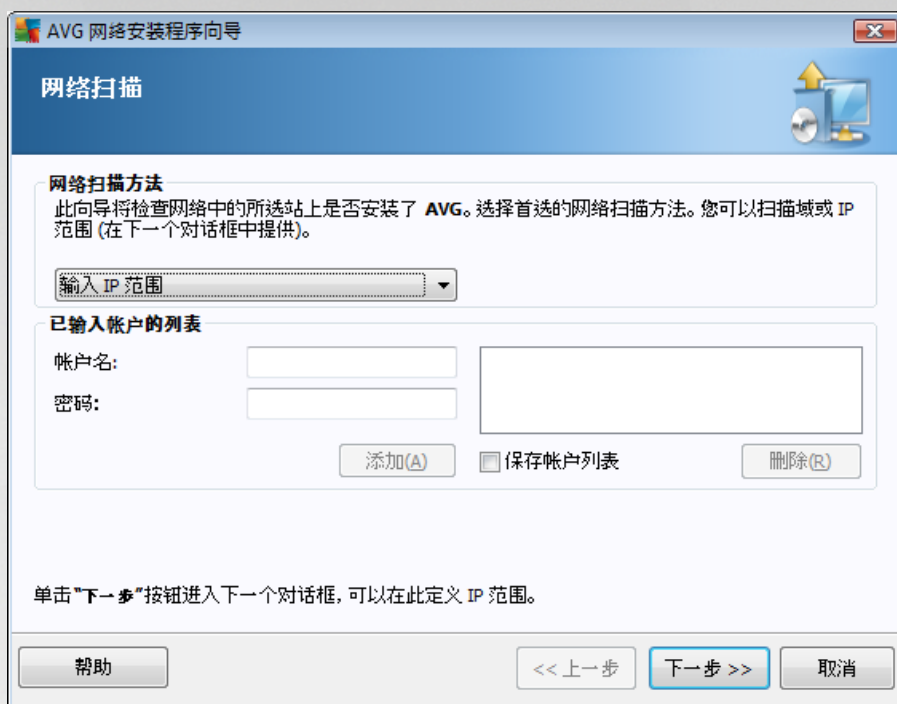 AVG 网络安装程序向导
网络扫描
网络扫描方法
此向导将检查网络中的所选站上是否安装了 AVG。选择首选的网络扫描方法。您可以扫描域或 IP
范围 (在下一个对话框中提供)。
输入 IP 范围
已输入帐户的列表
帐户名:
密码:
添加(A)
保存帐户列表
删除(R)
单击"下一步"按钮进入下一个对话框, 可以在此定义 IP 范围。
帮助
<< 上一步
下一步 >>
取消